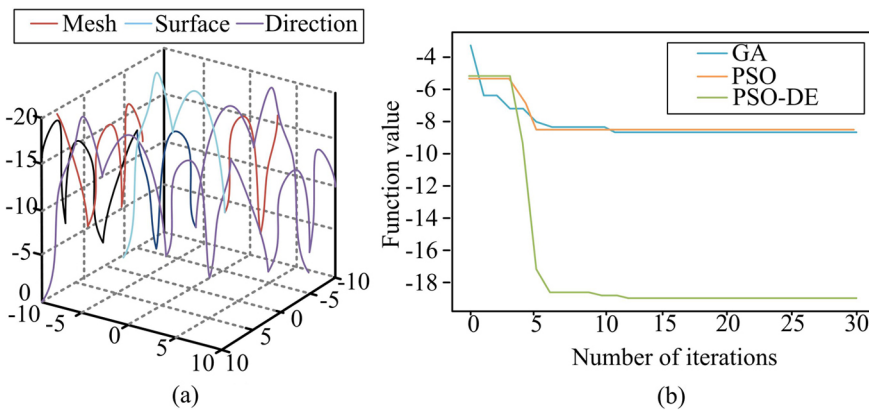 Mesh Surface Direction
-20
-15
-10
-5
0
-10
-5
0
5
10
10
5
0
-5
-10
(a)
GA
PSO
PSO-DE
Function value
-4
-6
-8
-10
-12
-14
-16
-18
0 5 10 15 20 25 30
Number of iterations
(b)